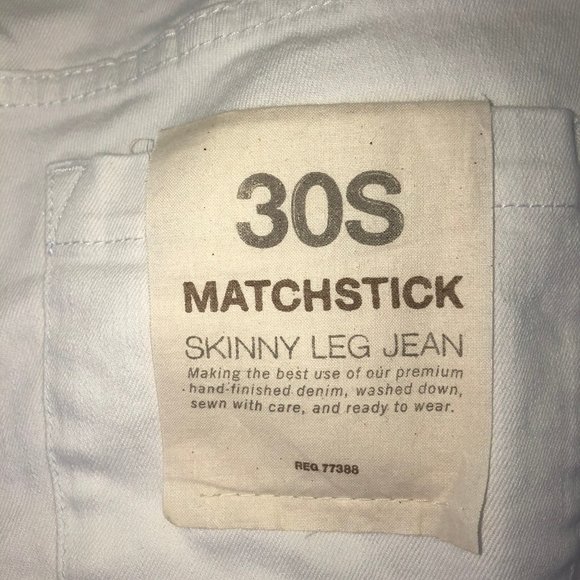 30S
MATCHSTICK
SKINNY LEG JEAN
Making the best use of our premium
hand-finished denim, washed down,
sewn with care, and ready to wear.
REG 77388